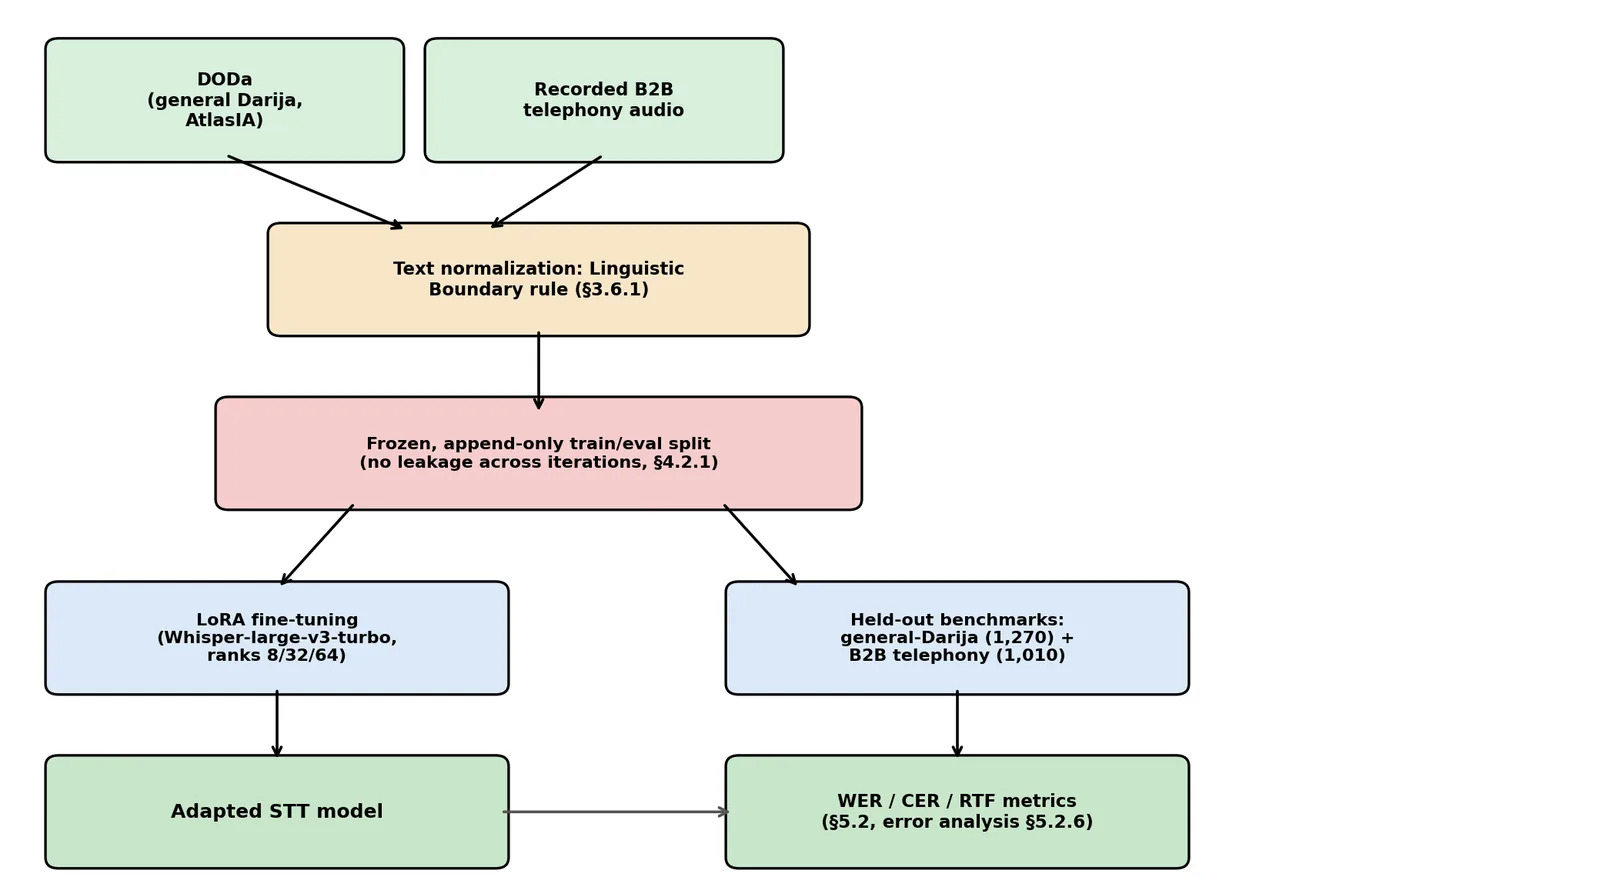 DODa
(general Darija,
AtlasIA)
Recorded B2B
telephony audio
Text normalization: Linguistic
Boundary rule (§3.6.1)
Frozen, append-only train/eval split
(no leakage across iterations, §4.2.1)
LoRA fine-tuning
(Whisper-large-v3-turbo,
ranks 8/32/64)
Held-out benchmarks:
general-Darija (1,270) +
B2B telephony (1,010)
Adapted STT model
WER / CER / RTF metrics
(§5.2, error analysis §5.2.6)